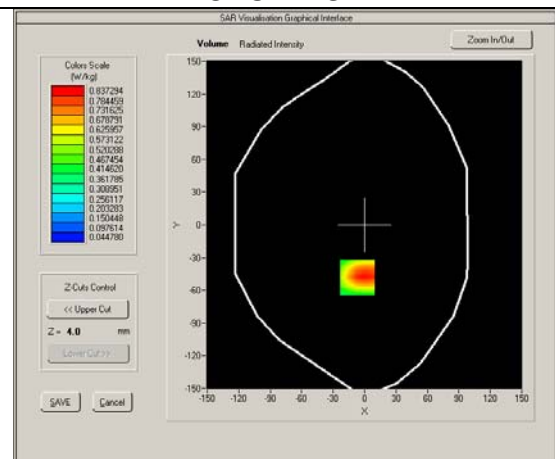 SAR Visualisation Graphical Interface
Volume Radiated Intensity
Zoom In/Out
Colors Scale
(W/kg)
0.837294
0.784459
0.731625
0.678791
0.625957
0.573122
0.520288
0.467454
0.414620
0.361785
0.308951
0.256117
0.203283
0.150448
0.097614
0.044780
Z-Cuts Control
<< Upper Cut
Z = 4.0 mm
Lower Cut >>
SAVE Cancel
150-
120-
90-
60-
30-
0-
-30-
-60-
-90-
-120-
-150-
Y
-150 -120 -90 -60 -30 0 30 60 90 120 150
X